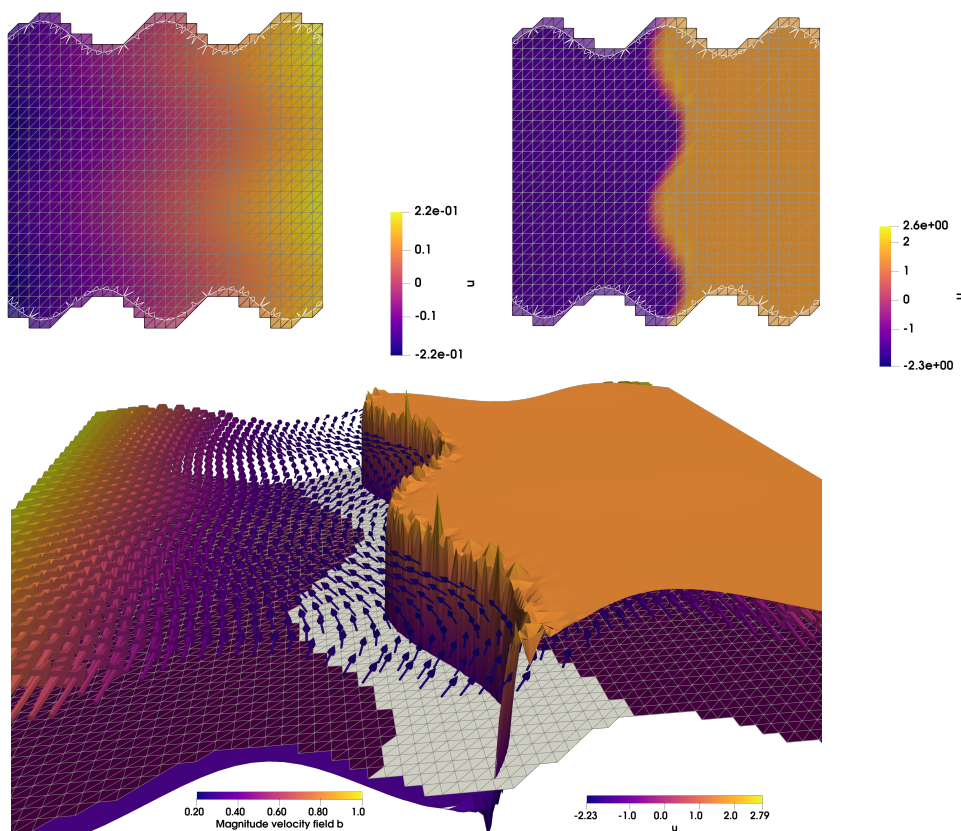 2.2e-01
0.1
0
-0.1
-2.2e-01
u
2.6e+00
2
1
0
-1
-2.3e+00
u
0.20 0.40 0.60 0.80 1.0
Magnitude velocity field b
-2.23 -1.0 0.0 1.0 2.0 2.79
u